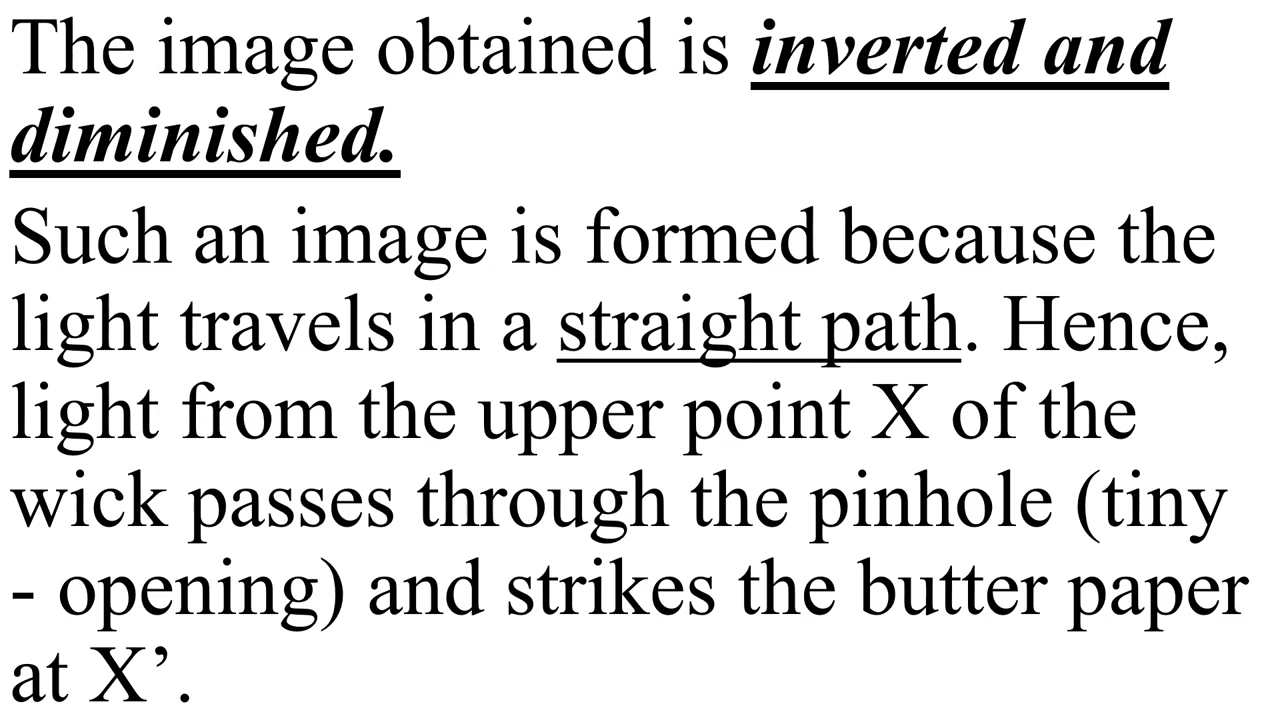 The image obtained is inverted and
diminished.
Such an image is formed because the
light travels in a straight path. Hence,
light from the upper point X of the
wick passes through the pinhole (tiny
- opening) and strikes the butter paper
at X’.